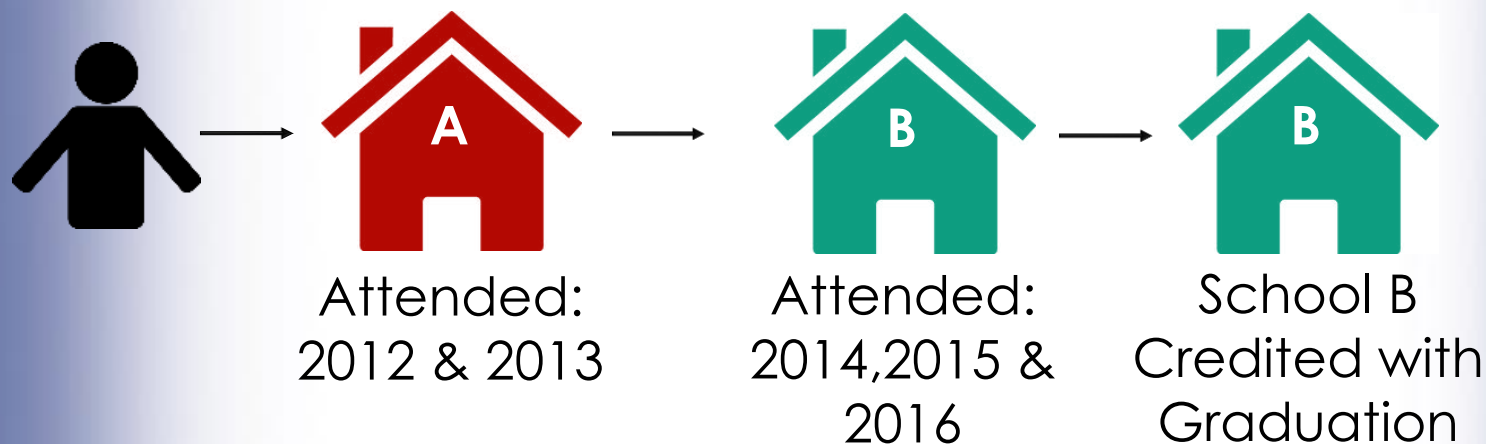 A
B
B
Attended:
2012 & 2013
Attended:
2014,2015 &
2016
School B
Credited with
Graduation